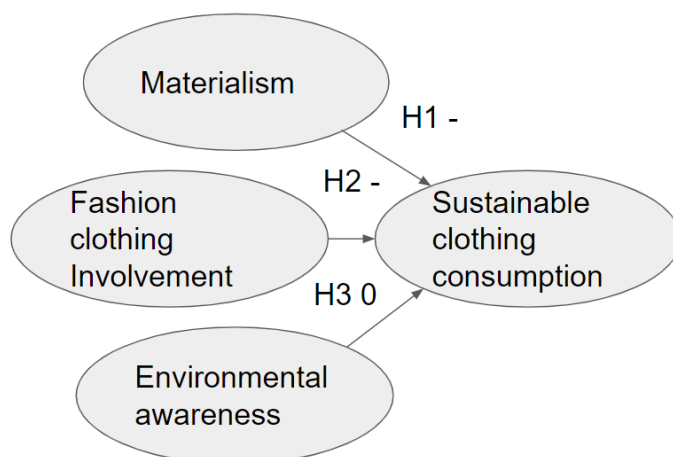 Materialism
H1 -
H2 -
Fashion
clothing
Involvement
Sustainable
clothing
consumption
H3 0
Environmental
awareness